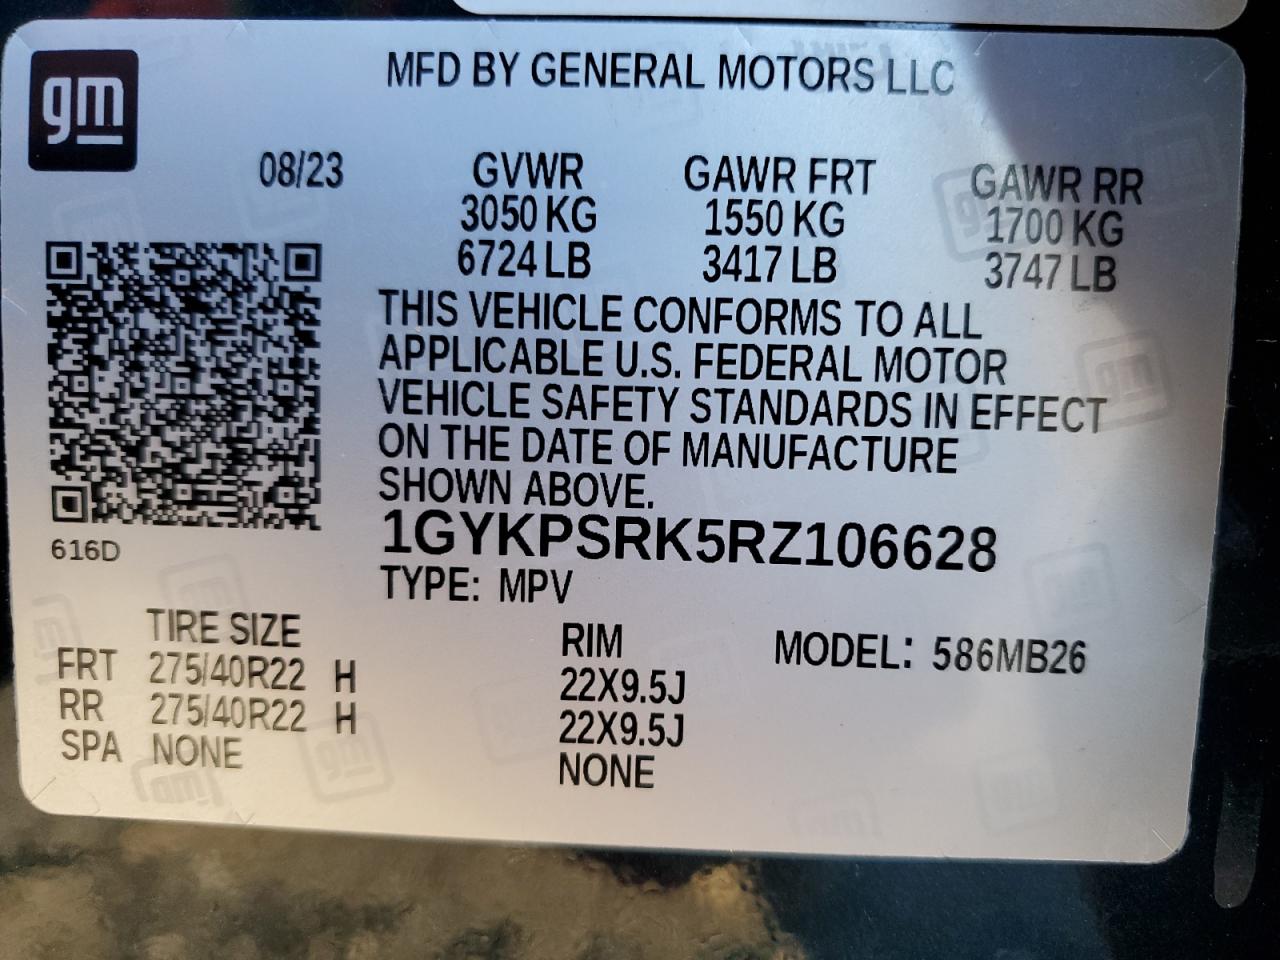 gm
MFD BY GENERAL MOTORS LLC
08/23 GVWR GAWR FRT GAWR RR
3050 KG 1550 KG 1700 KG
6724 LB 3417 LB 3747 LB
THIS VEHICLE CONFORMS TO ALL
APPLICABLE U.S. FEDERAL MOTOR
VEHICLE SAFETY STANDARDS IN EFFECT
ON THE DATE OF MANUFACTURE
SHOWN ABOVE.
1GYKPSRK5RZ106628
616D
TYPE: MPV
TIRE SIZE RIM MODEL: 586MB26
FRT 275/40R22 H 22X9.5J
RR 275/40R22 H 22X9.5J
SPA NONE NONE